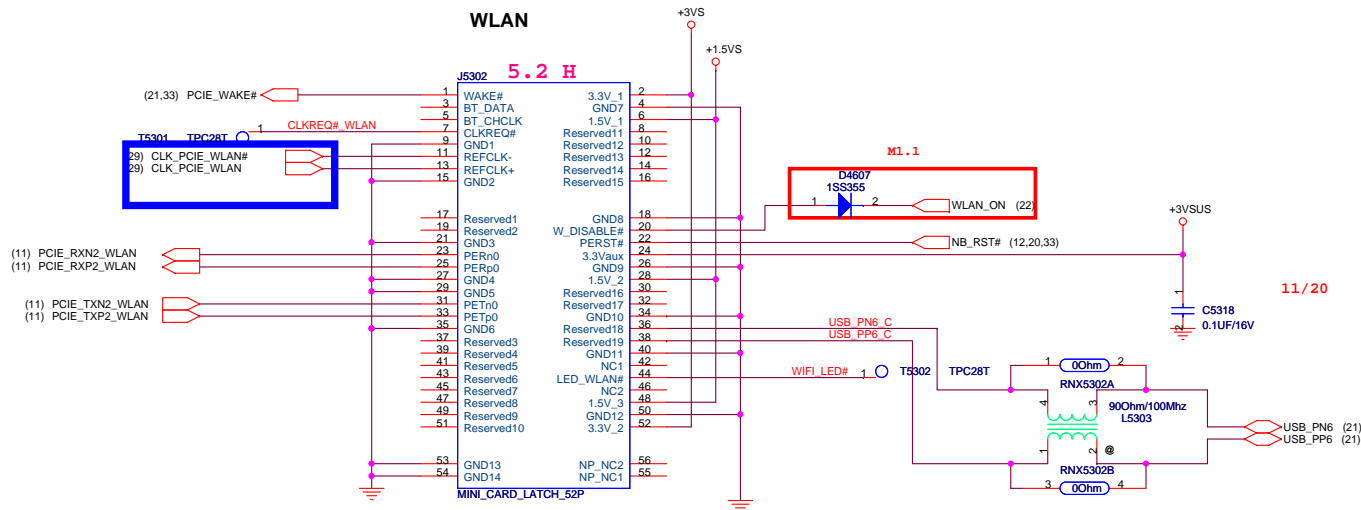 WLAN
+3VS
+1.5VS
J5302
5.2 H
(21,33) PCIE_WAKE#
1 WAKE# 3.3V_1 2
3 BT_DATA GND7 4
5 BT_CHCLK 1.5V_1 6
T5301 TPC28T 1 CLKREQ#_WLAN
7 CLKREQ# Reserved11 8
9 GND1 Reserved10 10
29) CLK_PCIE_WLAN#
11 REFCLK- Reserved13 12
29) CLK_PCIE_WLAN
13 REFCLK+ Reserved14 14
15 GND2 Reserved15 16
M1.1
D4607
1SS355
1 2 WLAN_ON (22)
17 Reserved1 GND8 18
19 Reserved2 W_DISABLE# 20
21 GND3 PERST# 22
NB_RST# (12,20,33)
+3VSUS
(11) PCIE_RXN2_WLAN
23 PERn0 3.3Vaux 24
(11) PCIE_RXP2_WLAN
25 PERp0 GND9 26
27 GND4 1.5V_2 28
29 GND5 Reserved16 30
(11) PCIE_TXN2_WLAN
31 PETn0 Reserved17 32
(11) PCIE_TXP2_WLAN
33 PETp0 GND10 34
35 GND6 Reserved18 36
USB_PN6_C
37 Reserved3 Reserved19 38
USB_PP6_C
39 Reserved4 GND11 40
41 Reserved5 NC1 42
43 Reserved6 LED_WLAN# 44
WIFI_LED# 1 T5302 TPC28T
45 Reserved7 NC2 46
47 Reserved8 1.5V_3 48
49 Reserved9 GND12 50
51 Reserved10 3.3V_2 52
53 GND13 NP_NC2 56
54 GND14 NP_NC1 55
MINI_CARD_LATCH_52P
1
C5318
0.1UF/16V
2
11/20
1 0Ohm 2
RNX5302A
4 3
90Ohm/100Mhz
L5303
1 2 @
RNX5302B
3 0Ohm 4
USB_PN6 (21)
USB_PP6 (21)